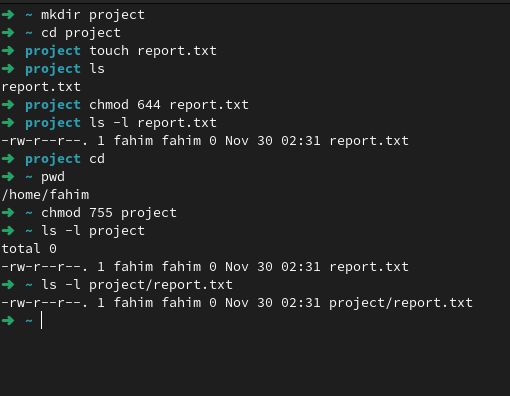 ➜ ~ mkdir project
➜ ~ cd project
➜ project touch report.txt
➜ project ls
report.txt
➜ project chmod 644 report.txt
➜ project ls -l report.txt
-rw-r--r--. 1 fahim fahim 0 Nov 30 02:31 report.txt
➜ project cd
➜ ~ pwd
/home/fahim
➜ ~ chmod 755 project
➜ ~ ls -l project
total 0
-rw-r--r--. 1 fahim fahim 0 Nov 30 02:31 report.txt
➜ ~ ls -l project/report.txt
-rw-r--r--. 1 fahim fahim 0 Nov 30 02:31 project/report.txt
➜ ~